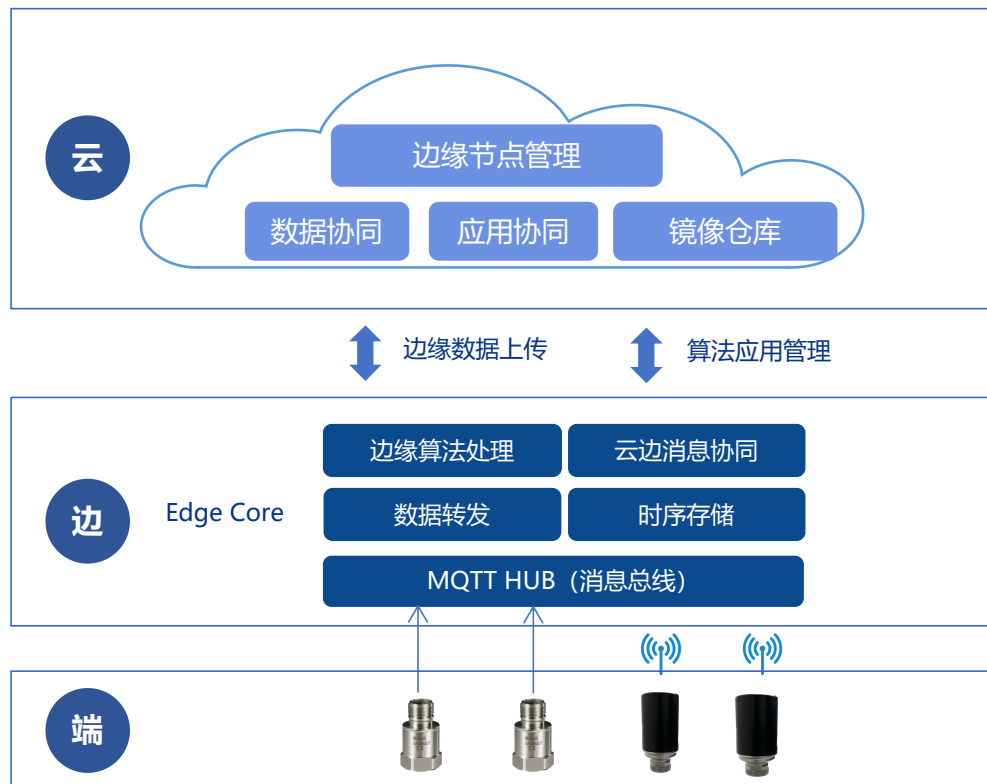 云
边缘节点管理
数据协同
应用协同
镜像仓库
边缘数据上传
算法应用管理
边
Edge Core
边缘算法处理
云边消息协同
数据转发
时序存储
MQTT HUB（消息总线）
端